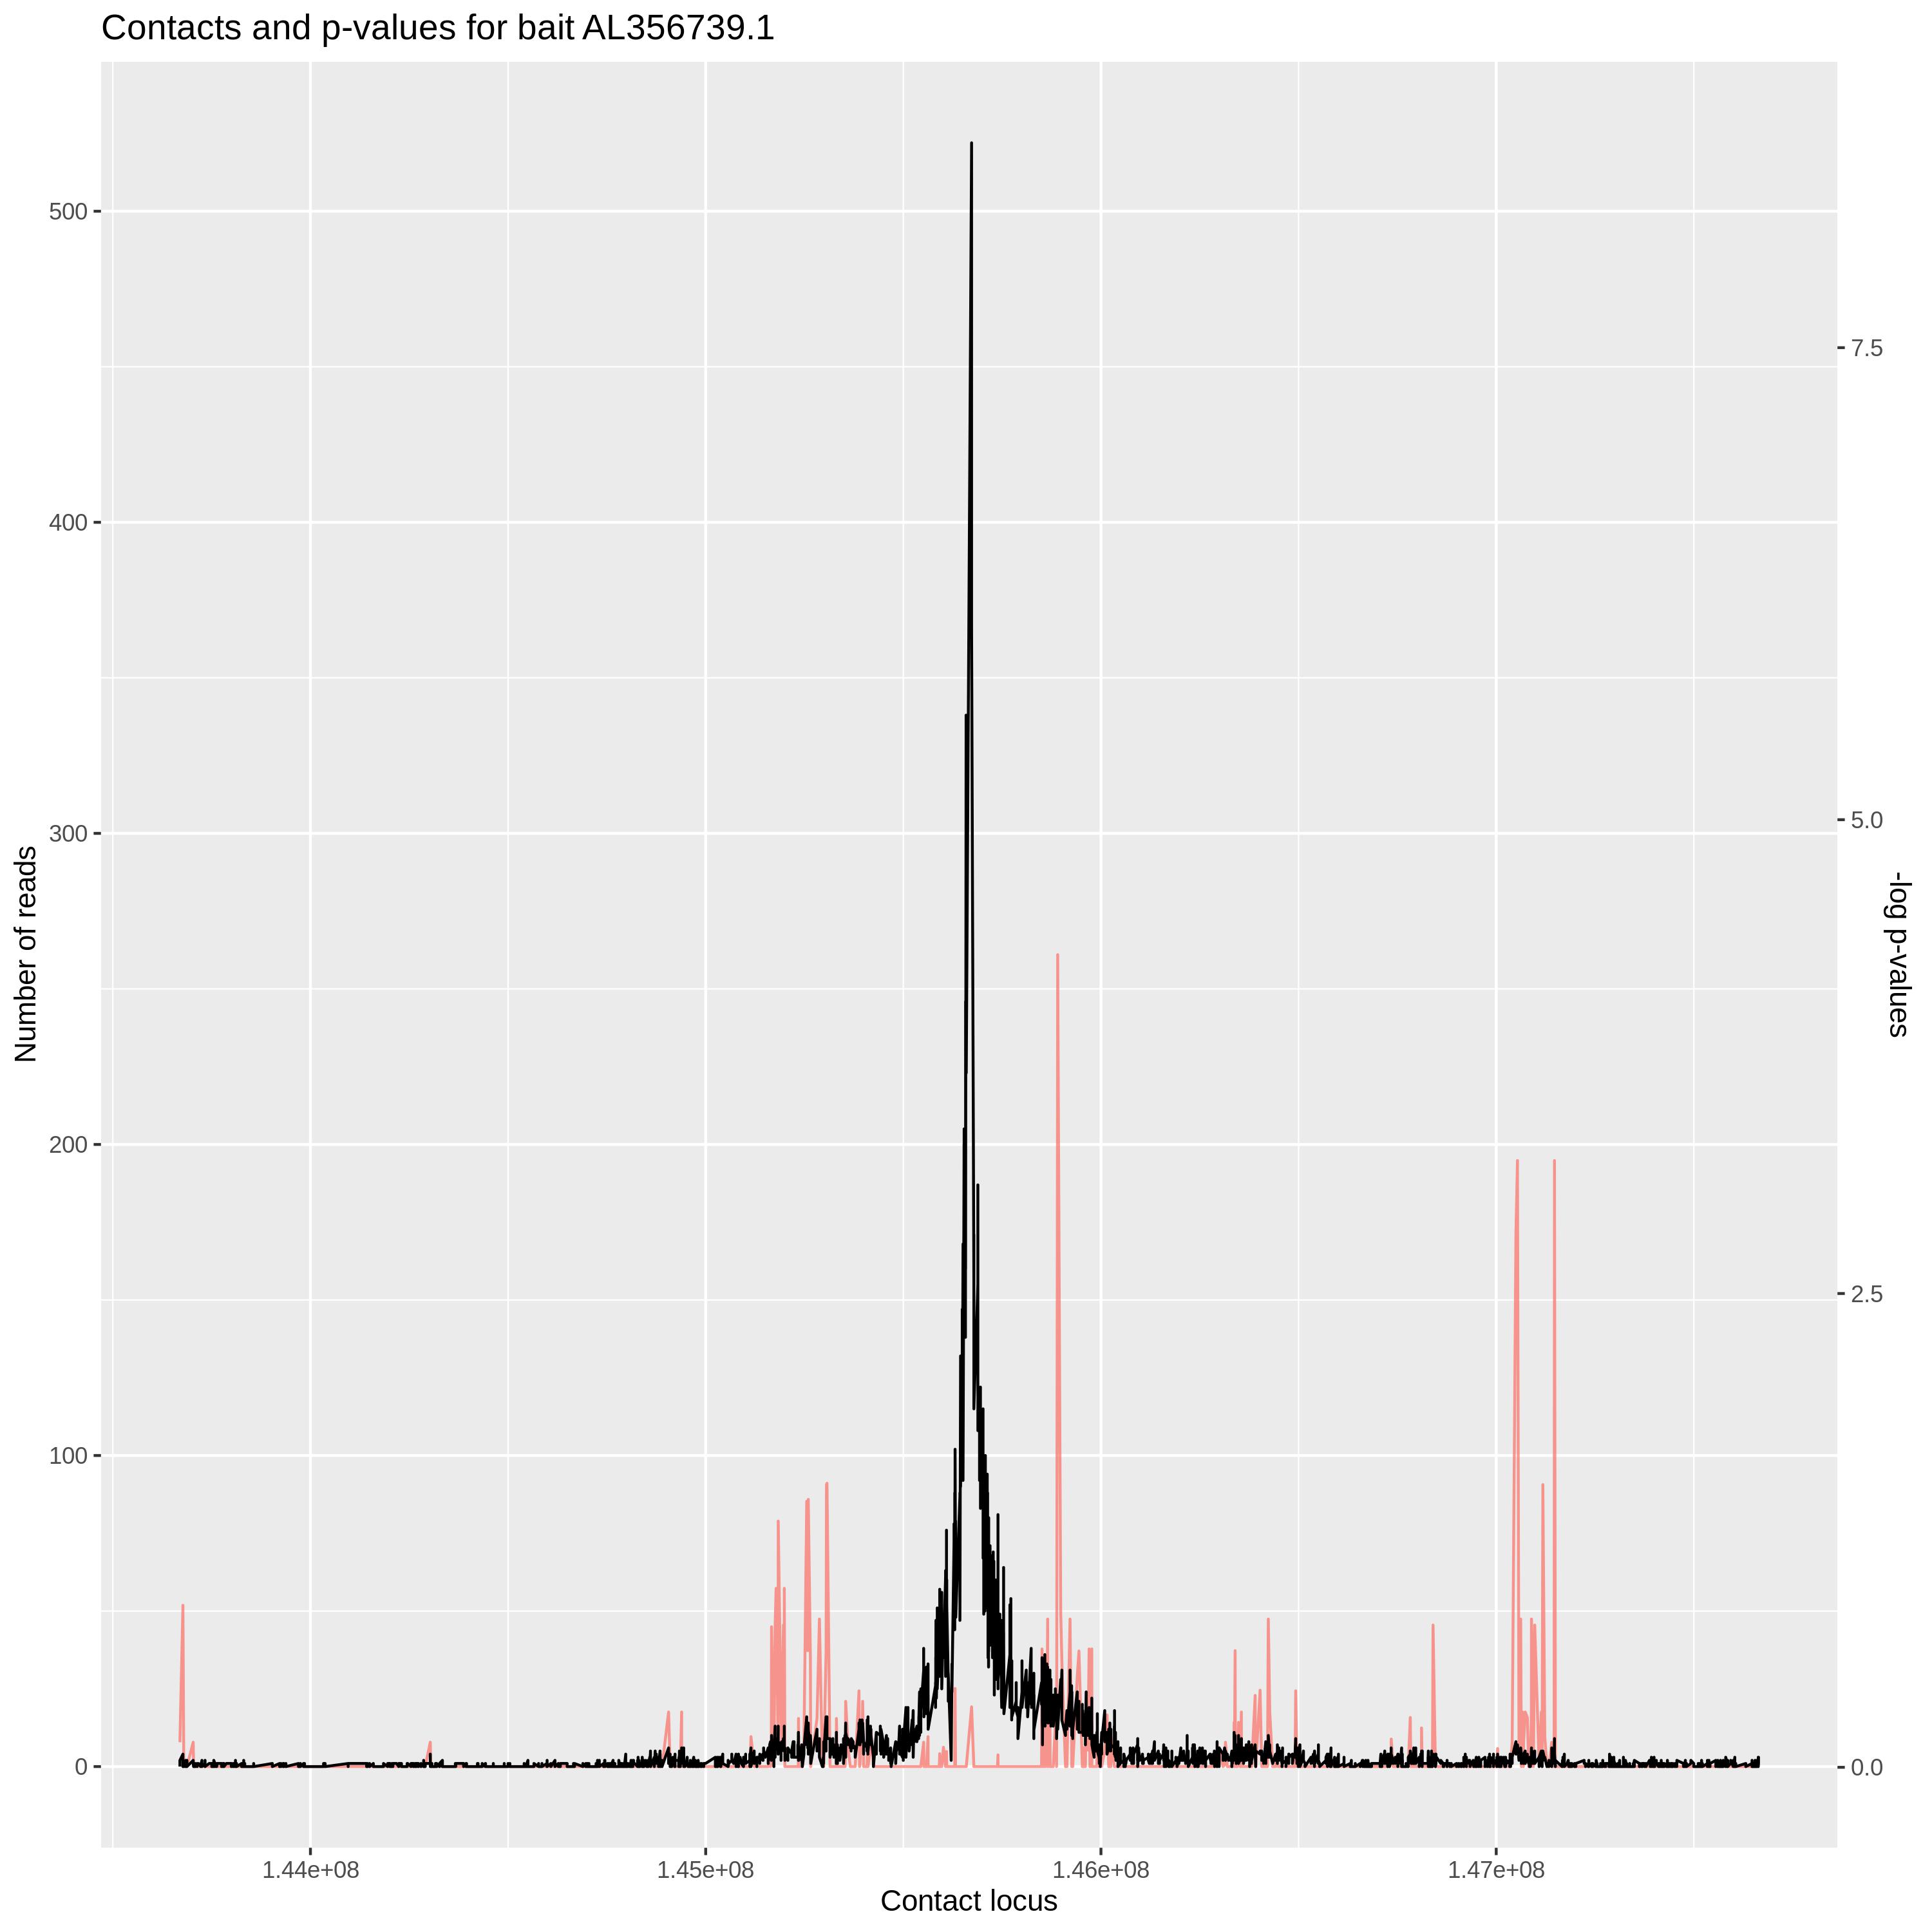 Contacts and p-values for bait AL356739.1
500
400
300
200
100
0
Number of reads
7.5
5.0
2.5
0.0
-log p-values
1.44e+08 1.45e+08 1.46e+08 1.47e+08
Contact locus